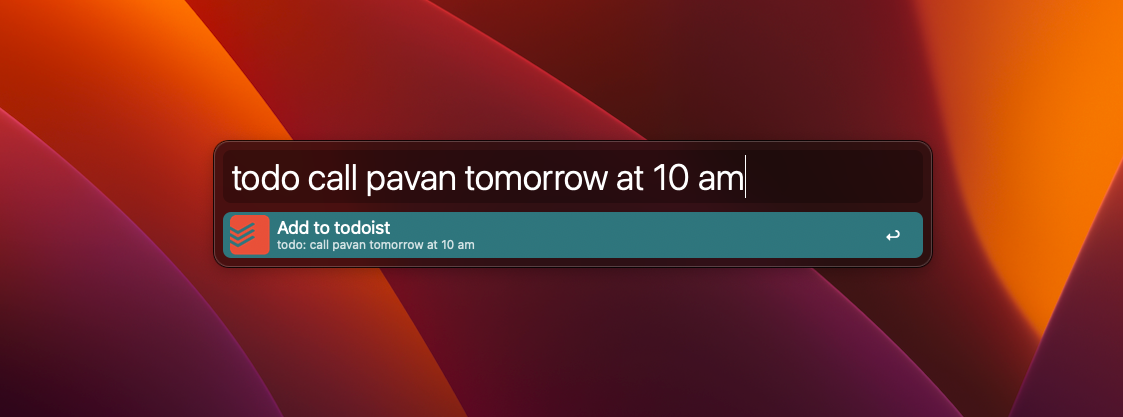 todo call pavan tomorrow at 10 am
Add to todoist
todo: call pavan tomorrow at 10 am